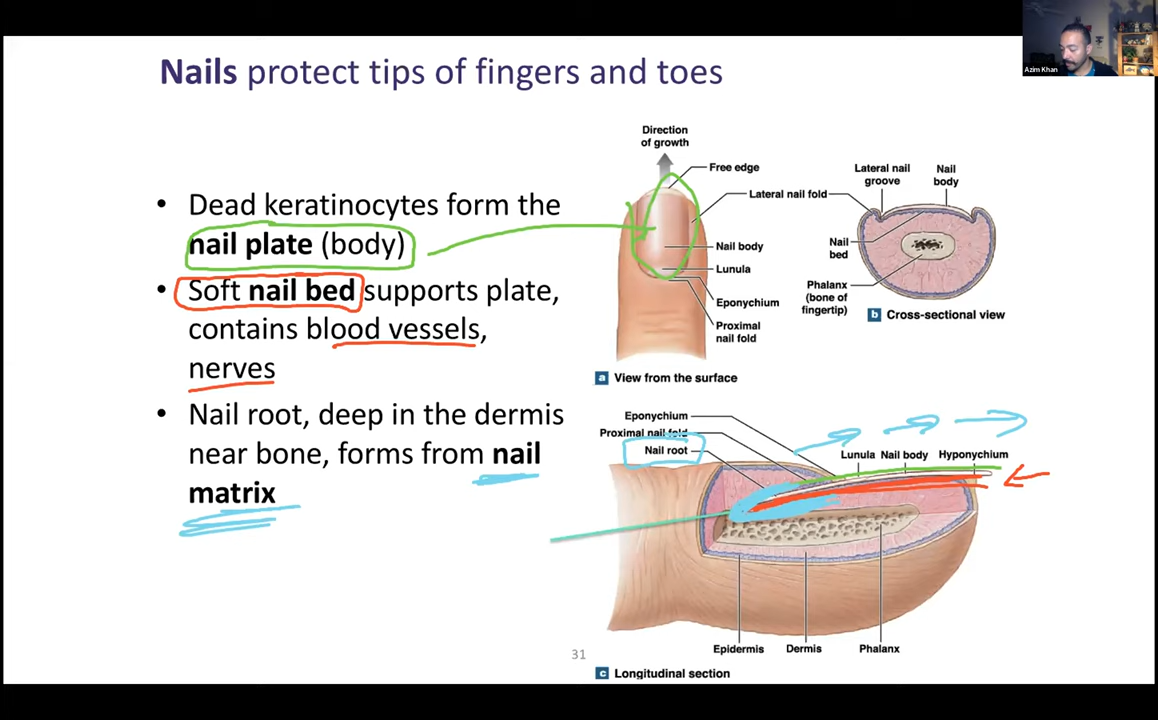 Azim Khan
Nails protect tips of fingers and toes
• Dead keratinocytes form the
nail plate (body)
• Soft nail bed supports plate,
contains blood vessels,
nerves
• Nail root, deep in the dermis
near bone, forms from nail
matrix
Direction
of growth
Free edge
Lateral nail fold
Nail body
Lunula
Eponychium
Proximal
nail fold
a View from the surface
Lateral nail
groove
Nail
body
Nail
bed
Phalanx
(bone of
fingertip)
b Cross-sectional view
Eponychium
Proximal nail fold
Nail root
Lunula
Nail body
Hyponychium
Epidermis
Dermis
Phalanx
c Longitudinal section
31